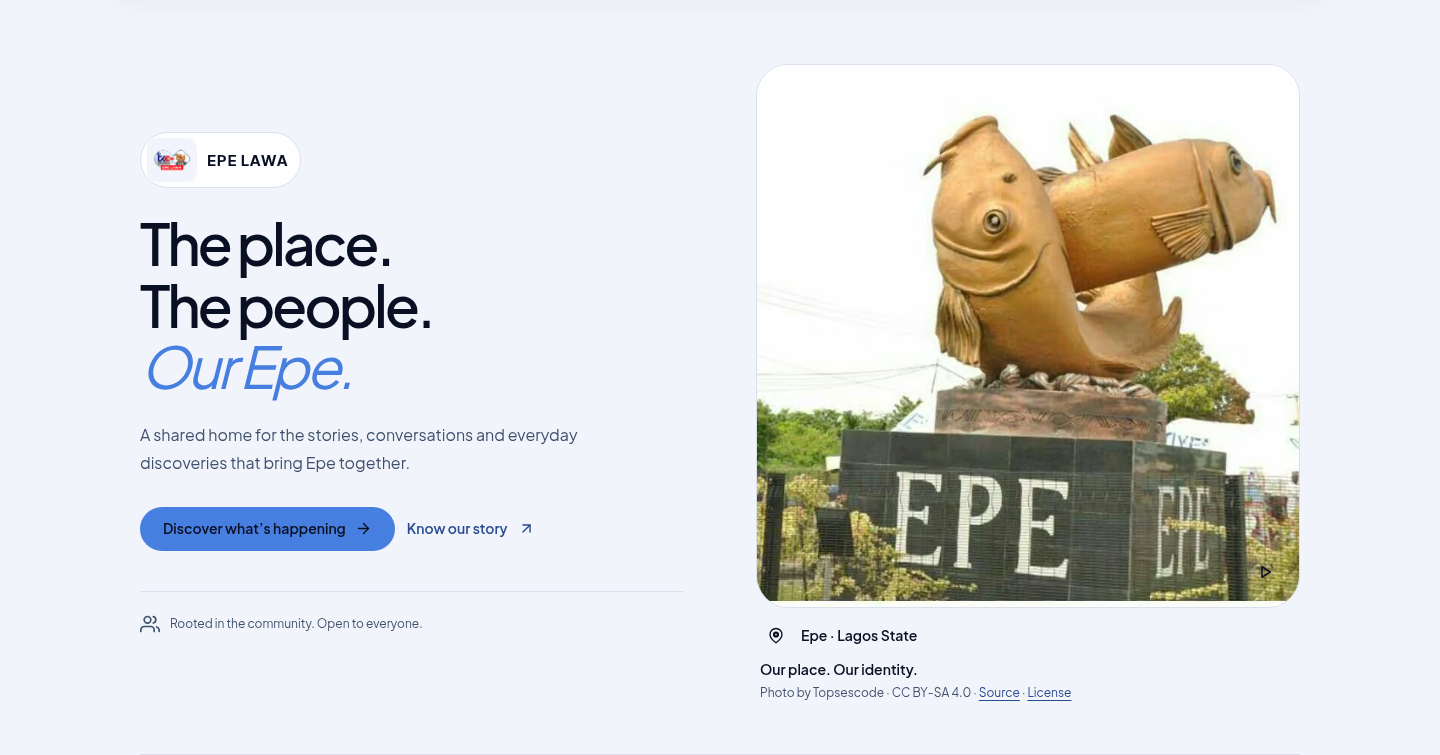 EPE LAWA
The place.
The people.
Our Epe.
A shared home for the stories, conversations and everyday
discoveries that bring Epe together.
Discover what's happening
Know our story
Rooted in the community. Open to everyone.
EPE
EPE
Epe · Lagos State
Our place. Our identity.
Photo by Topsescode · CC BY-SA 4.0 · Source · License